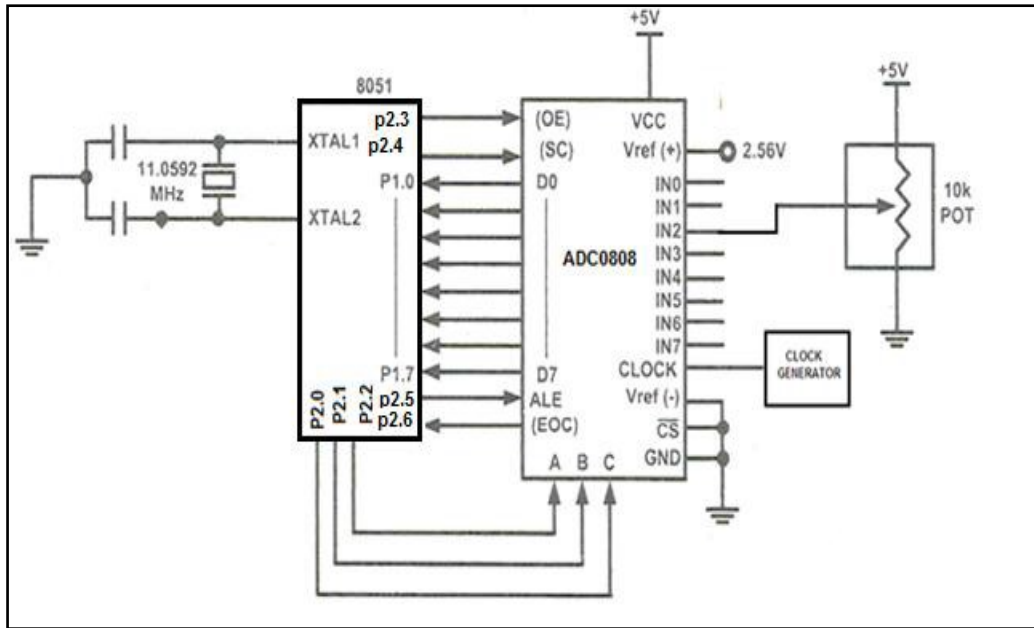 +5V
+5V
8051
p2.3
(OE)
VCC
XTAL1
p2.4
(SC)
Vref (+)
2.56V
11.0592
MHz
P1.0
D0
IN0
IN1
10k
POT
XTAL2
IN2
ADC0808
IN3
IN4
IN5
IN6
IN7
CLOCK
GENERATOR
P1.7
D7
CLOCK
P2.0
P2.1
P2.2
p2.5
ALE
Vref (-)
p2.6
(EOC)
CS
GND
A B C